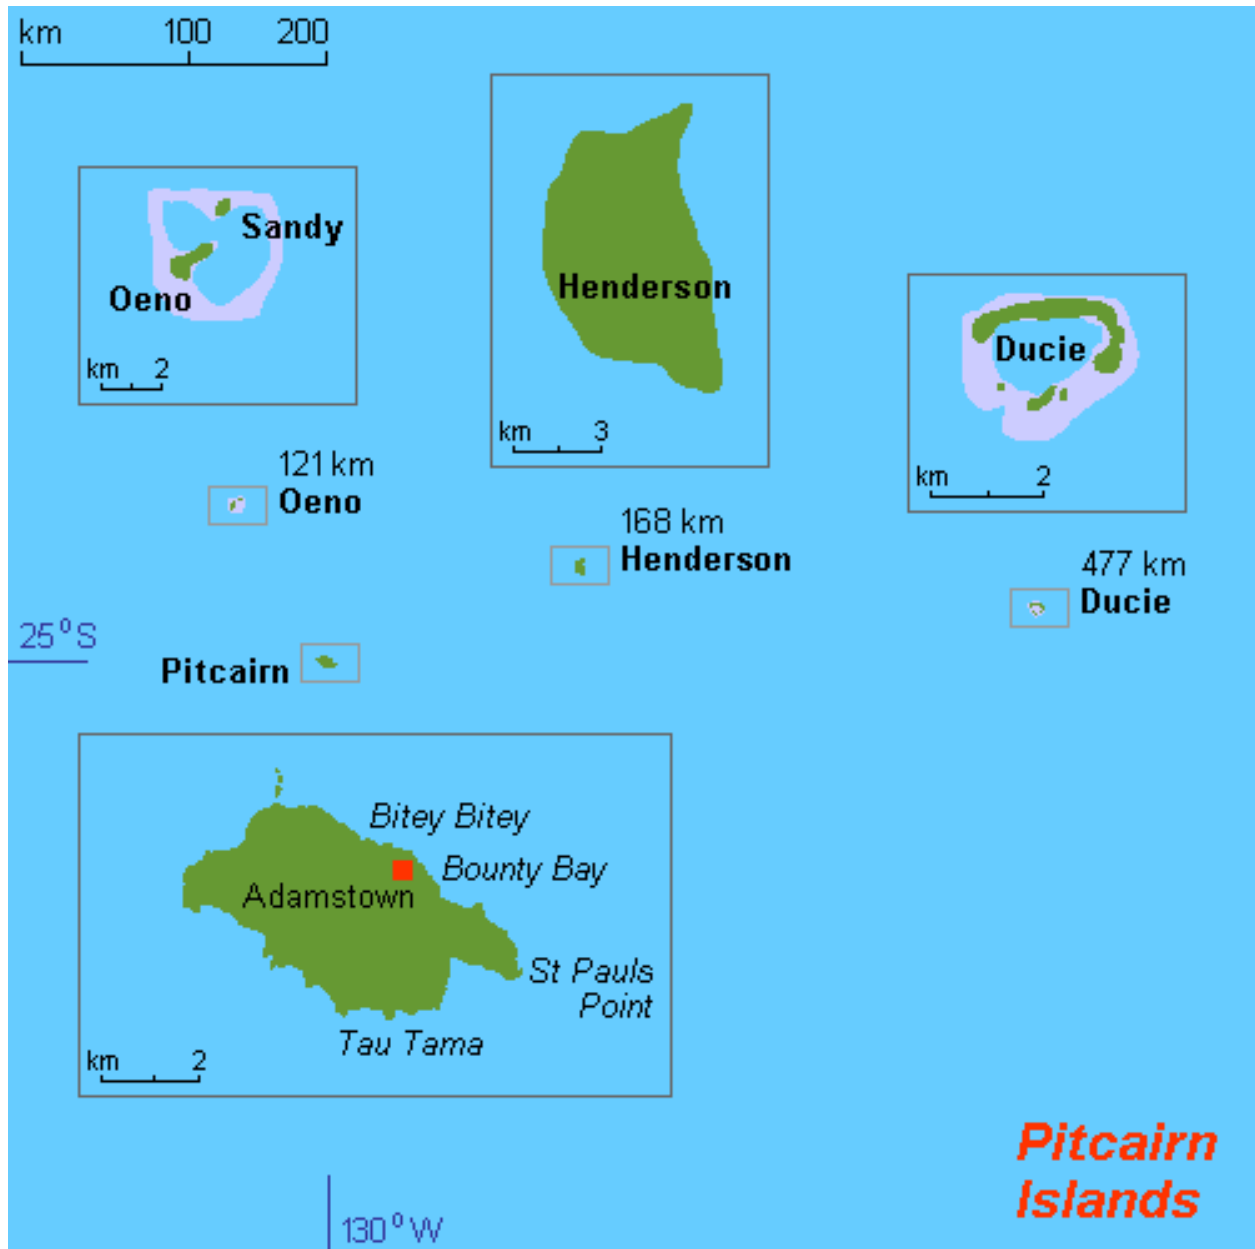 km 100 200
Sandy
Oeno
km 2
Henderson
km 3
Ducie
km 2
121 km
Oeno
168 km
Henderson
477 km
Ducie
25°S
Pitcairn
Bitey Bitey
Bounty Bay
Adamstown
St Pauls
Point
Tau Tama
km 2
Pitcairn
Islands
130°W